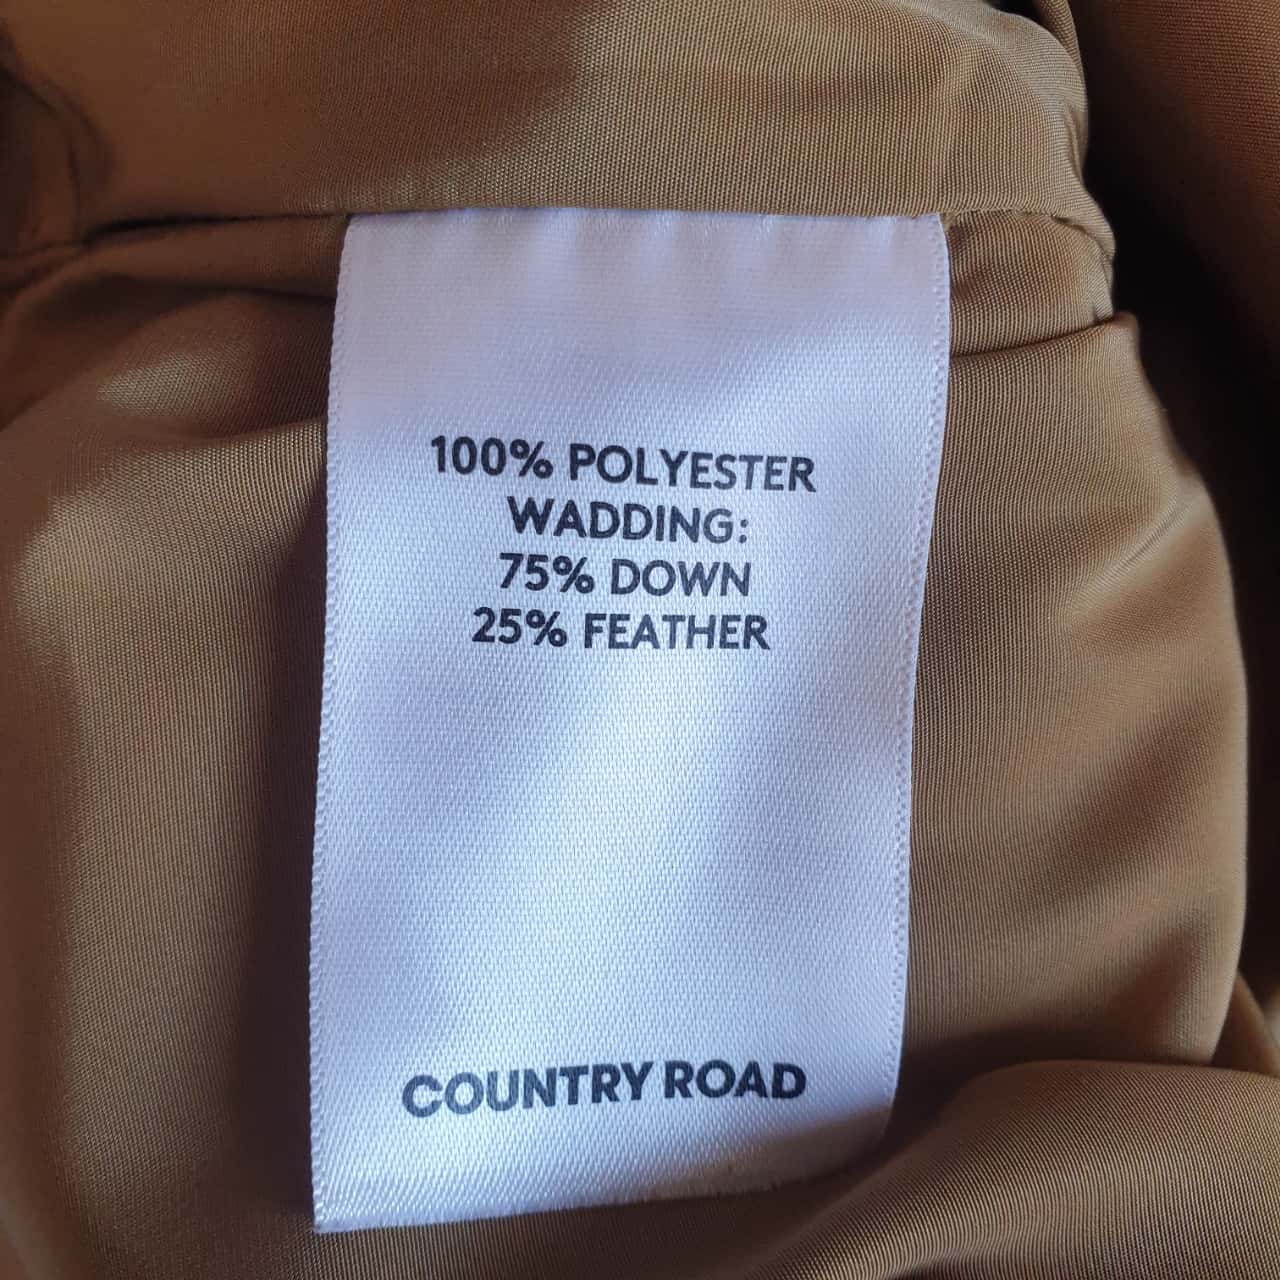 100% POLYESTER
WADDING:
75% DOWN
25% FEATHER
COUNTRY ROAD